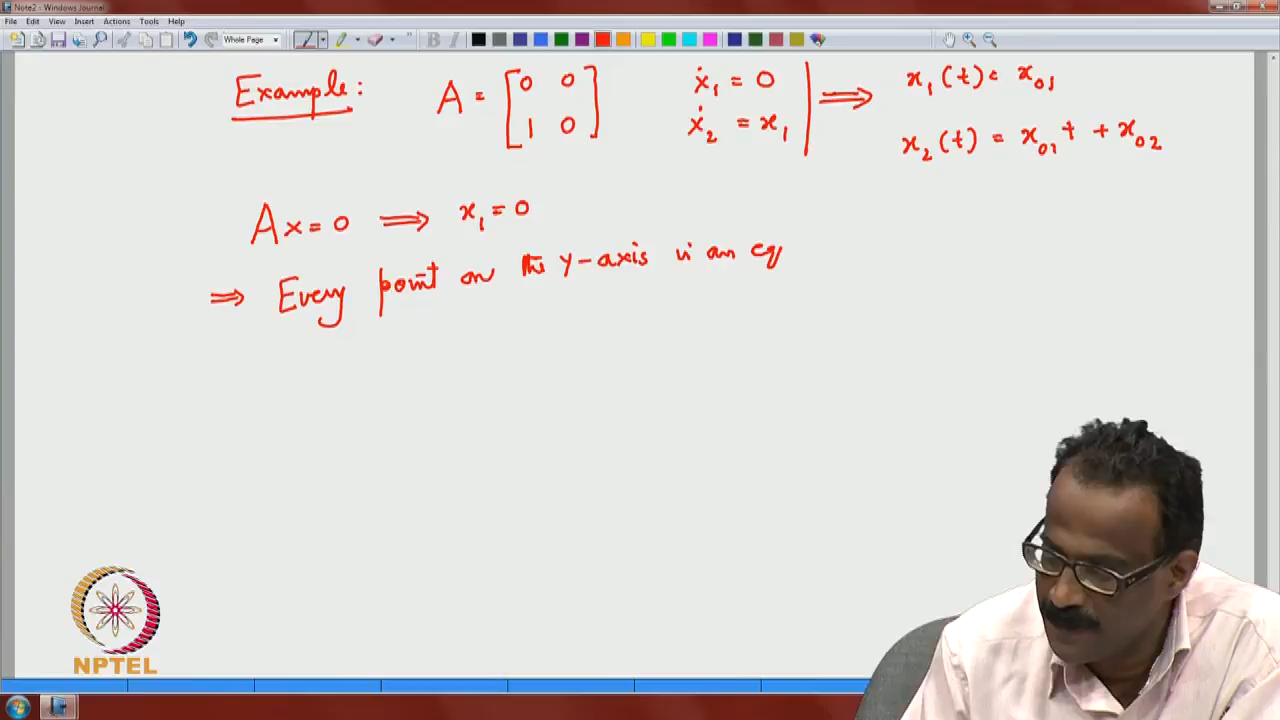 Note2 - Windows Journal
File Edit View Insert Actions Tools Help
Whole Page
Example: A = [0 0; 1 0] ẋ₁ = 0 ⟹ x₁(t) = x₀₁
ẋ₂ = x₁ x₂(t) = x₀₁t + x₀₂
Ax = 0 ⟹ x₁ = 0
⟹ Every point on the y-axis is an eq
NPTEL